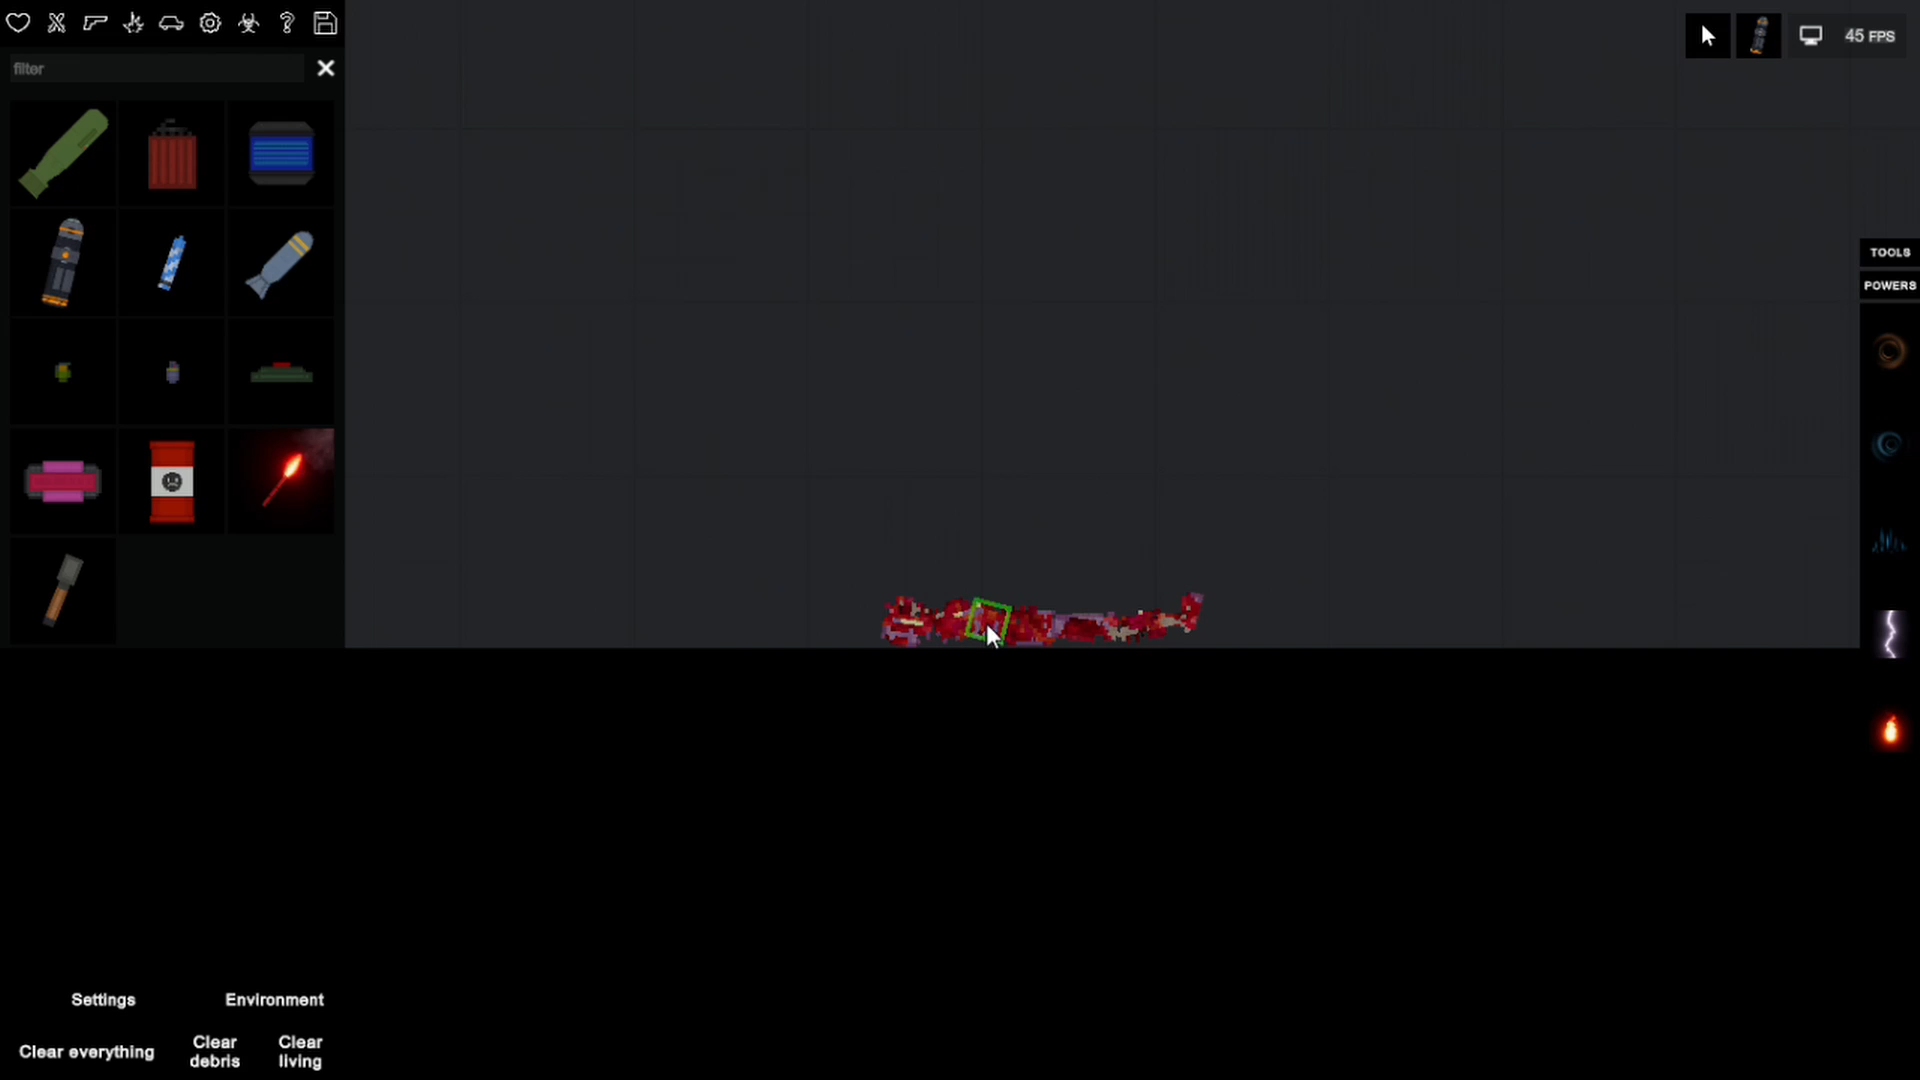 filter
45 FPS
TOOLS
POWERS
Settings
Environment
Clear everything
Clear
debris
Clear
living